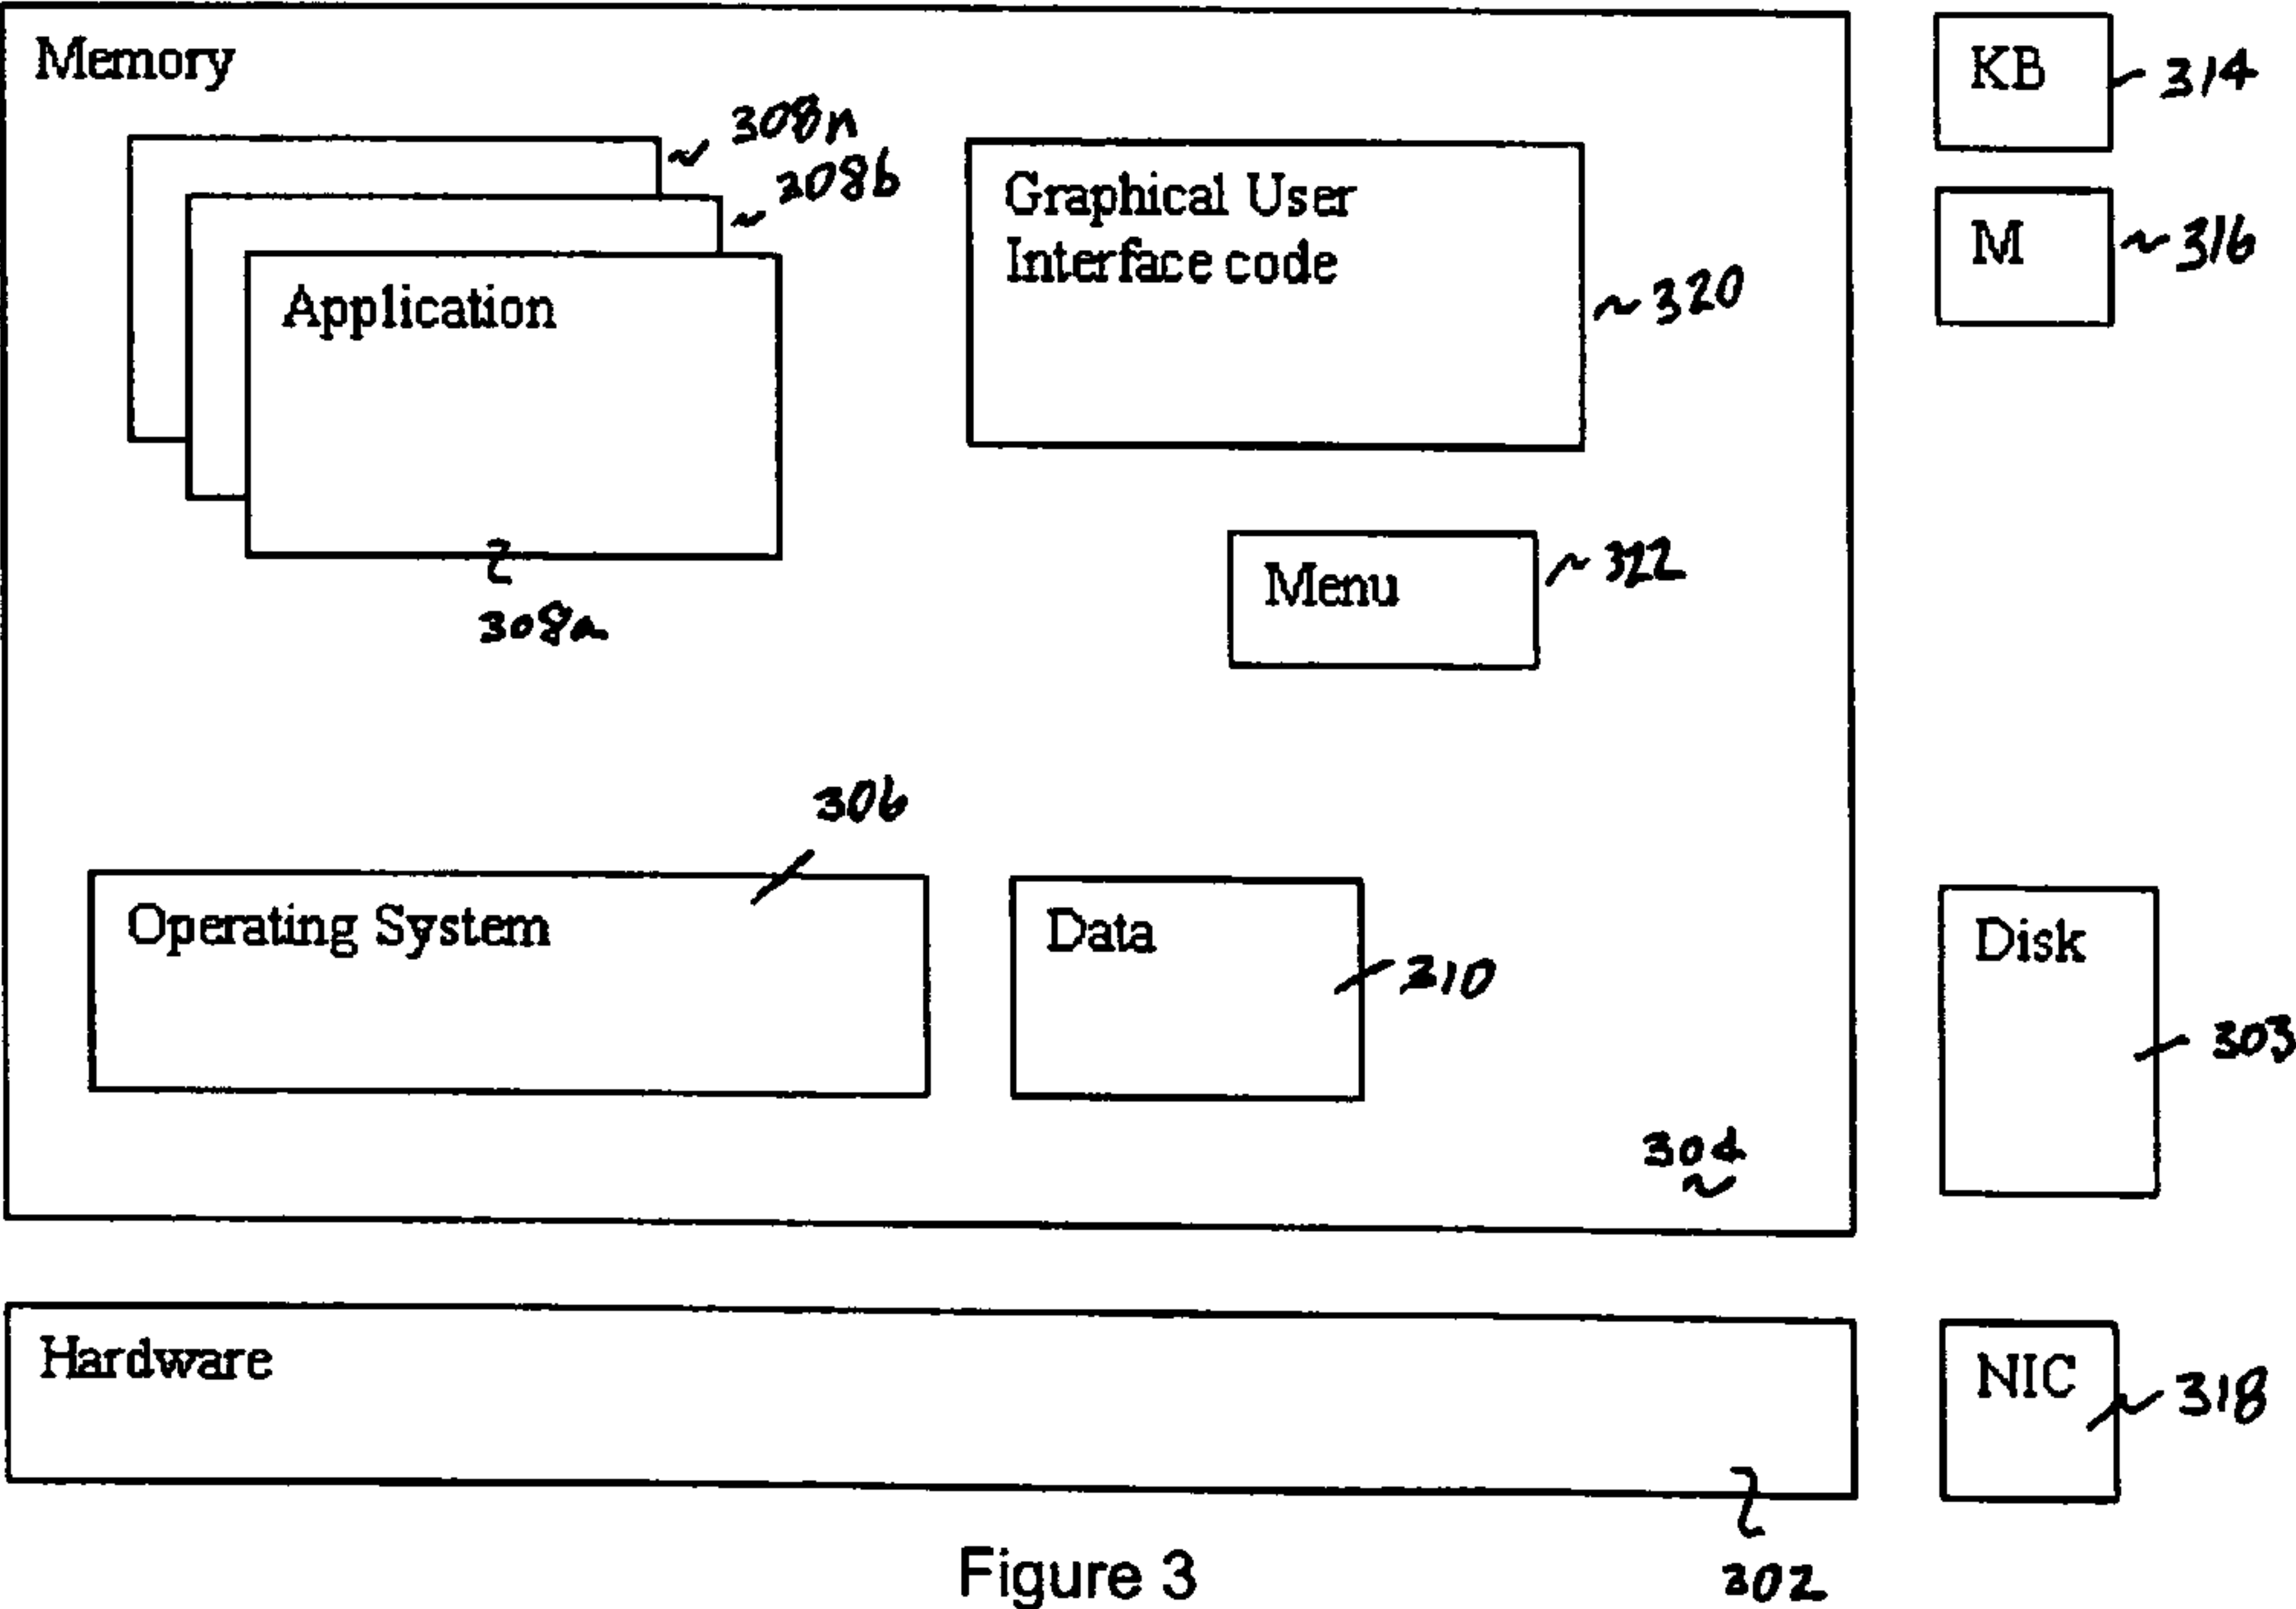 Memory
KB
314
308n
308b
Graphical User
Interface code
M
316
320
Application
Menu
322
308a
306
Operating System
Data
310
Disk
303
304
Hardware
NIC
318
302
Figure 3